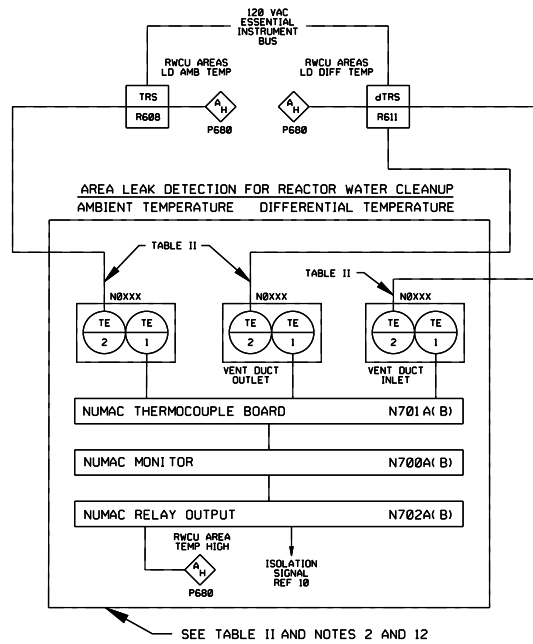 120 VAC
ESSENTIAL
INSTRUMENT
BUS
RWCU AREAS
LD AMB TEMP
RWCU AREAS
LD DIFF TEMP
TRS
R608
A
H
P680
A
H
P680
dTRS
R611
AREA LEAK DETECTION FOR REACTOR WATER CLEANUP
AMBIENT TEMPERATURE DIFFERENTIAL TEMPERATURE
TABLE II
TABLE II
N0XXX
N0XXX
N0XXX
TE
2
TE
1
TE
2
TE
1
TE
2
TE
1
VENT DUCT
OUTLET
VENT DUCT
INLET
NUMAC THERMOCOUPLE BOARD N701A(B)
NUMAC MONITOR N700A(B)
NUMAC RELAY OUTPUT N702A(B)
RWCU AREA
TEMP HIGH
A
H
P680
ISOLATION
SIGNAL
REF 10
SEE TABLE II AND NOTES 2 AND 12